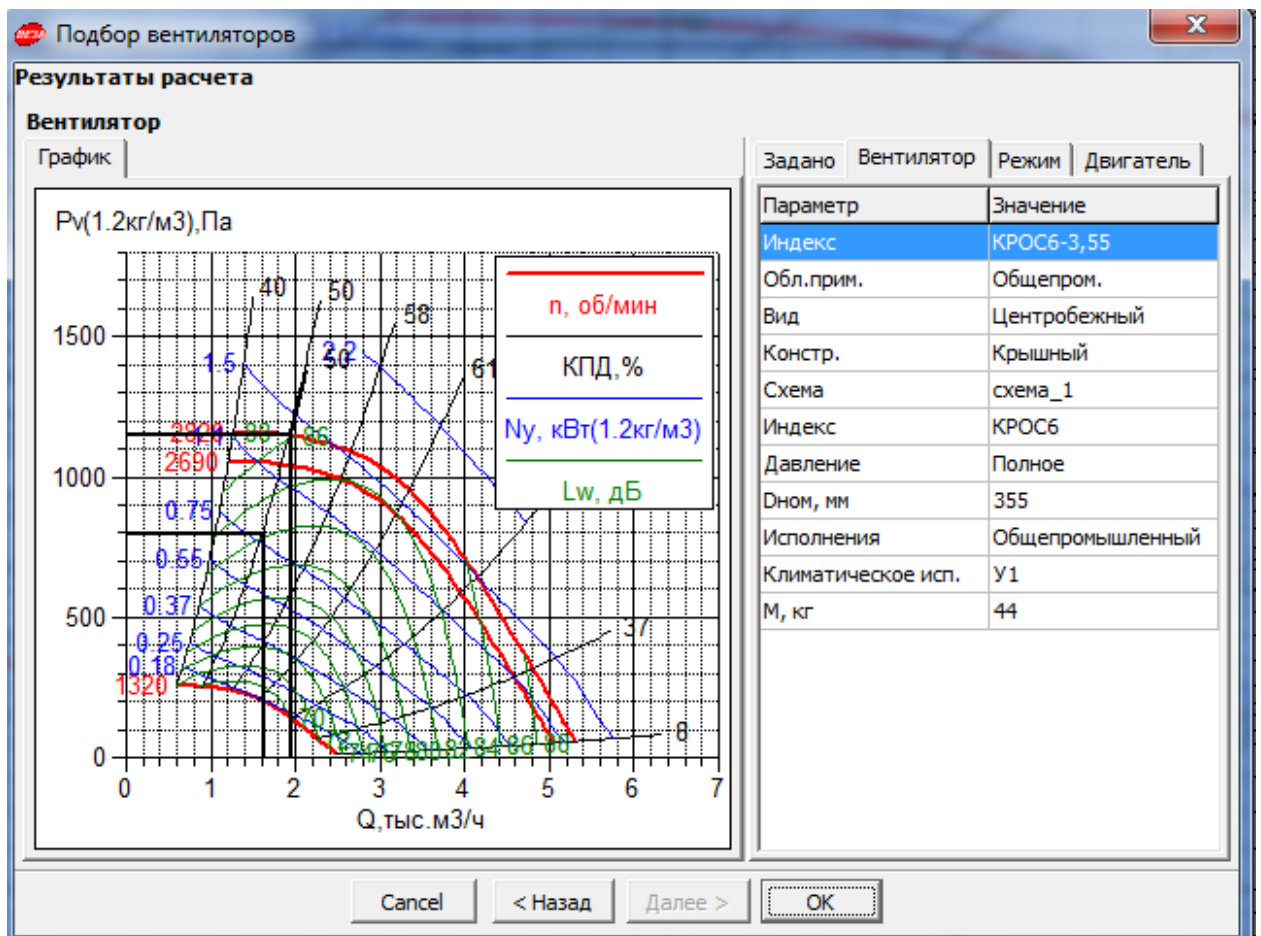 Подбор вентиляторов
Результаты расчета
Вентилятор
График
Задано Вентилятор Режим Двигатель
Pv(1.2кг/м3),Па
n, об/мин
КПД,%
Ny, кВт(1.2кг/м3)
Lw, дБ
40 50 58
1500
1.5 2.2 50 61
2820 88 86
1000
2690
0.75
0.55
500
0.37 37
0.25
0.18
1320
70
84 86 88 8
0
0 1 2 3 4 5 6 7
Q,тыс.м3/ч
Параметр Значение
Индекс КРОС6-3,55
Обл.прим. Общепром.
Вид Центробежный
Констр. Крышный
Схема схема_1
Индекс КРОС6
Давление Полное
Dном, мм 355
Исполнения Общепромышленный
Климатическое исп. У1
М, кг 44
Cancel < Назад Далее > OK